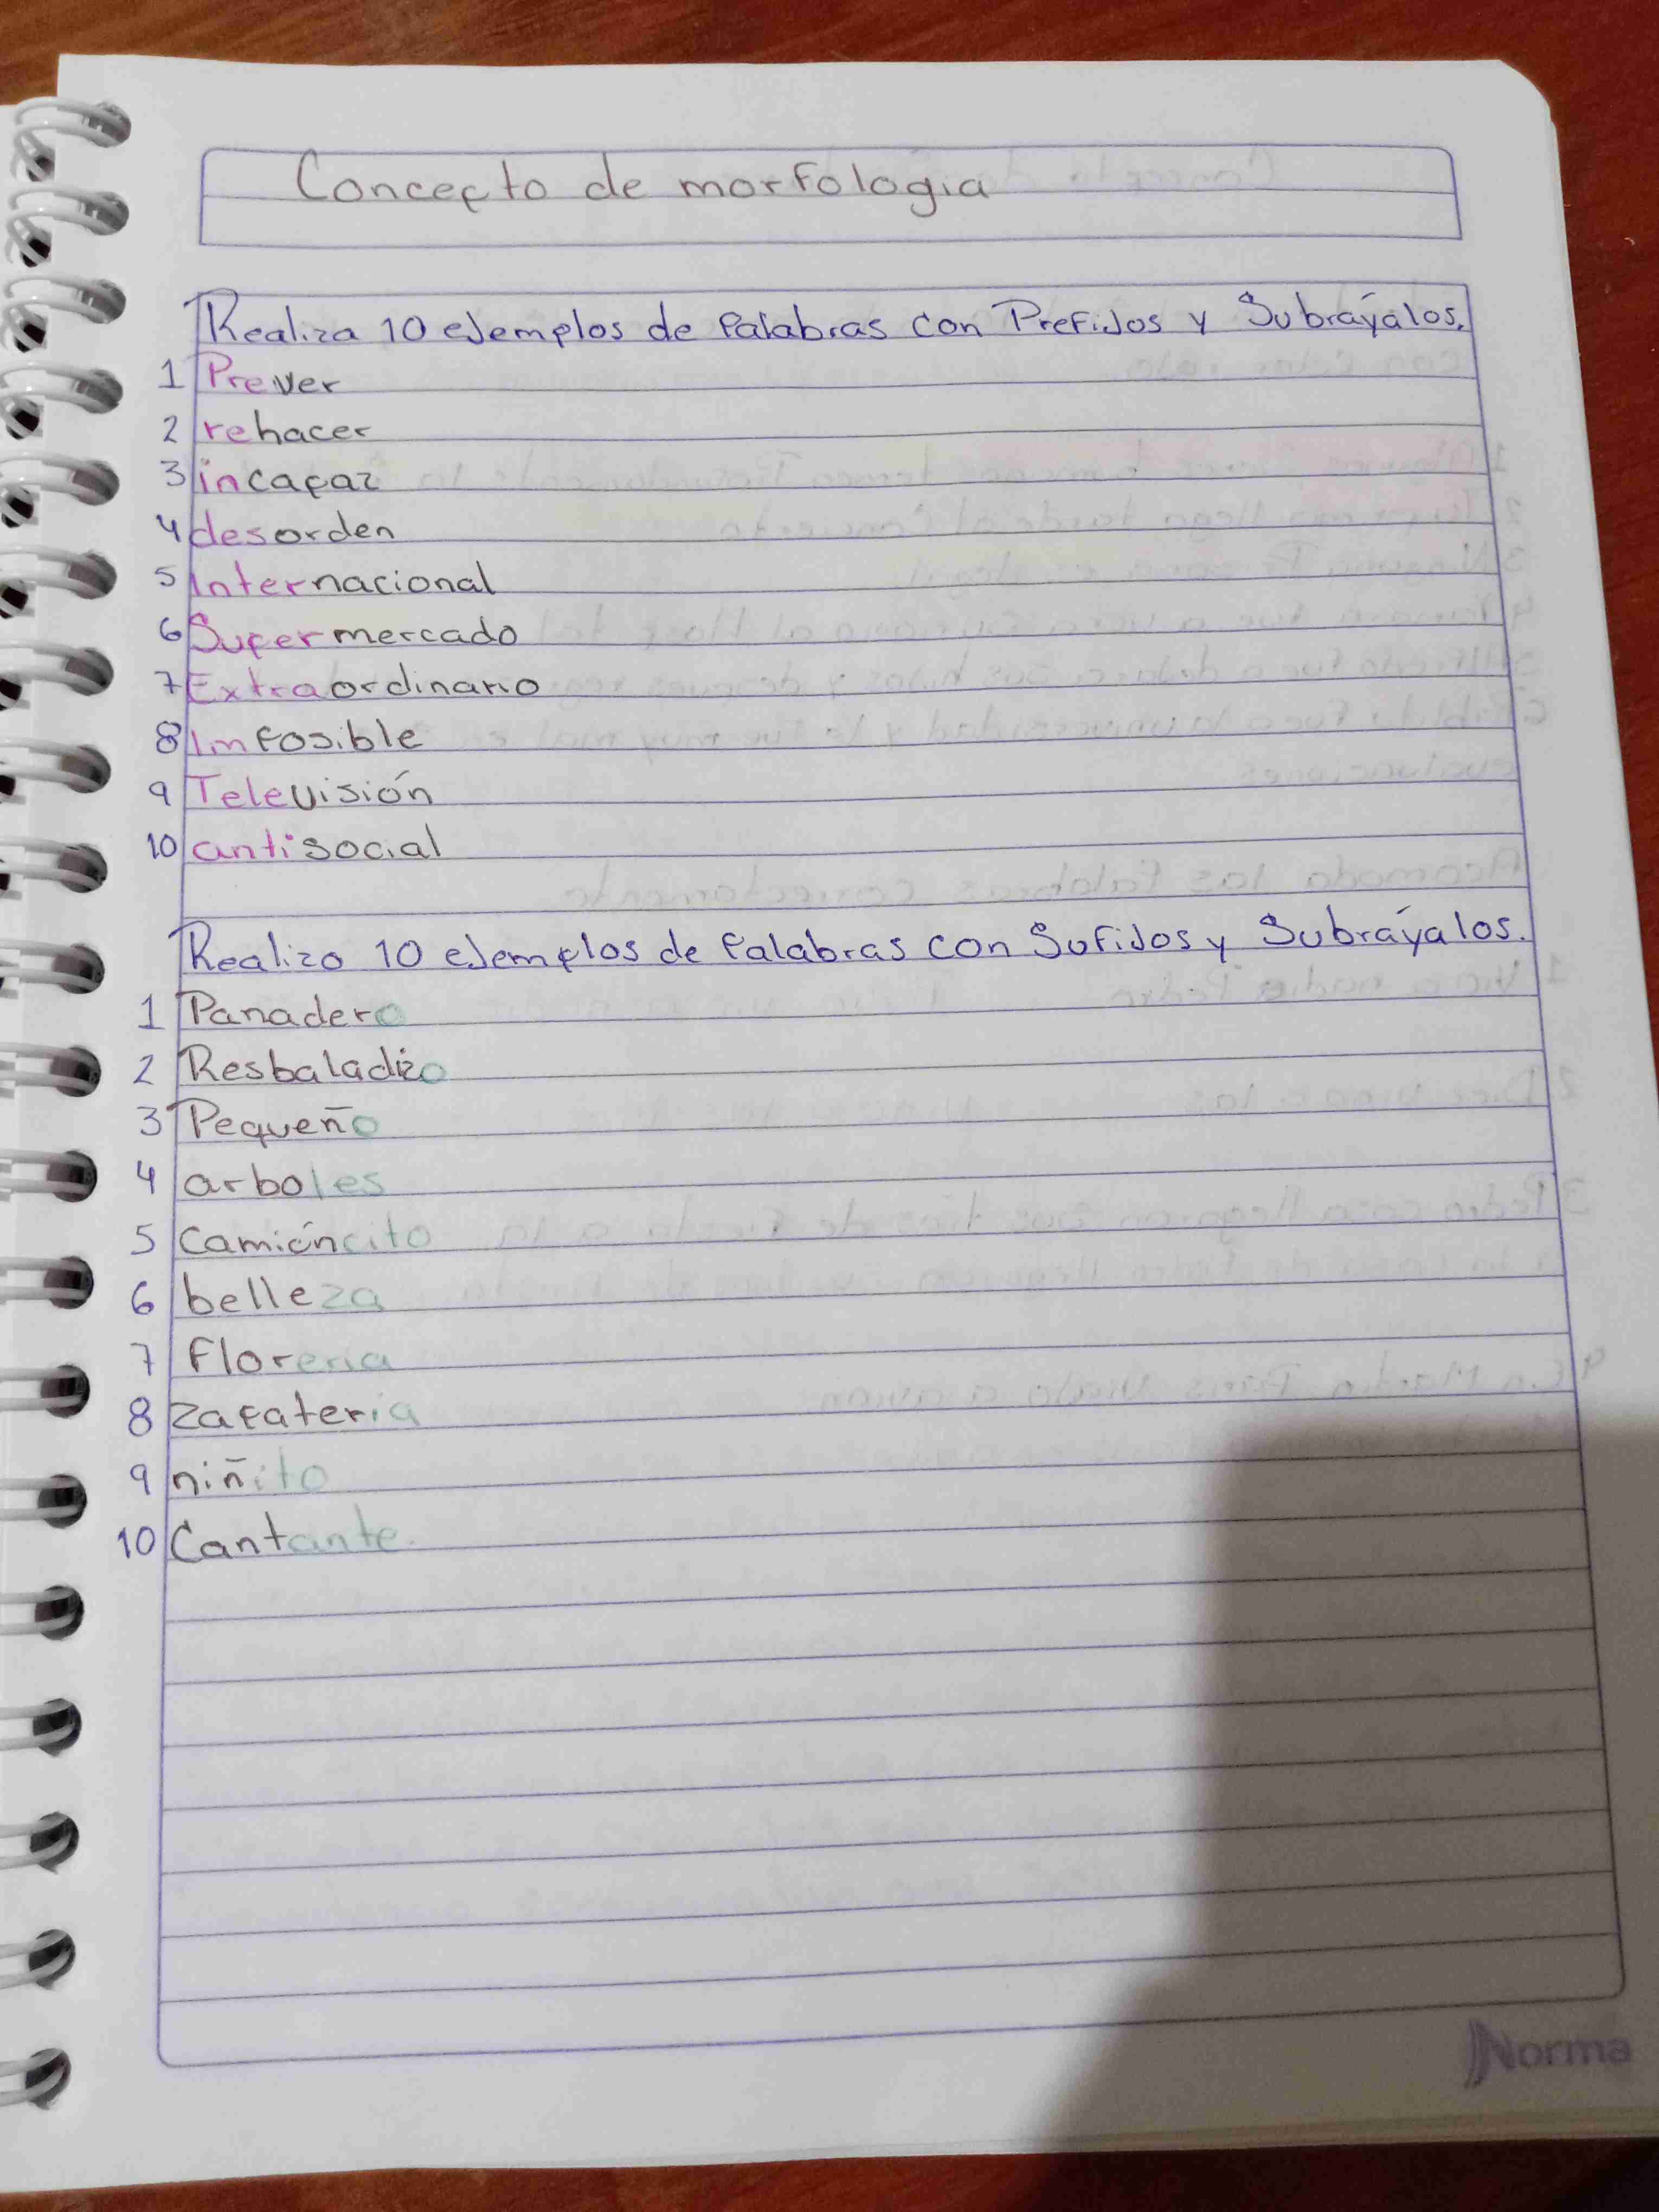 Concepto de morfologia
Realiza 10 ejemplos de Palabras con Prefijos y Subráyalos.
1 Prever
2 rehacer
3 incapaz
4 desorden
5 Internacional
6 Supermercado
7 Extraordinario
8 Imposible
9 Televisión
10 antisocial
Realizo 10 ejemplos de Palabras con Sufijos y Subráyalos.
1 Panadero
2 Resbaladizo
3 Pequeño
4 arboles
5 Camióncito
6 belleza
7 Floreria
8 Zapateria
9 niñito
10 Cantante.
Norma